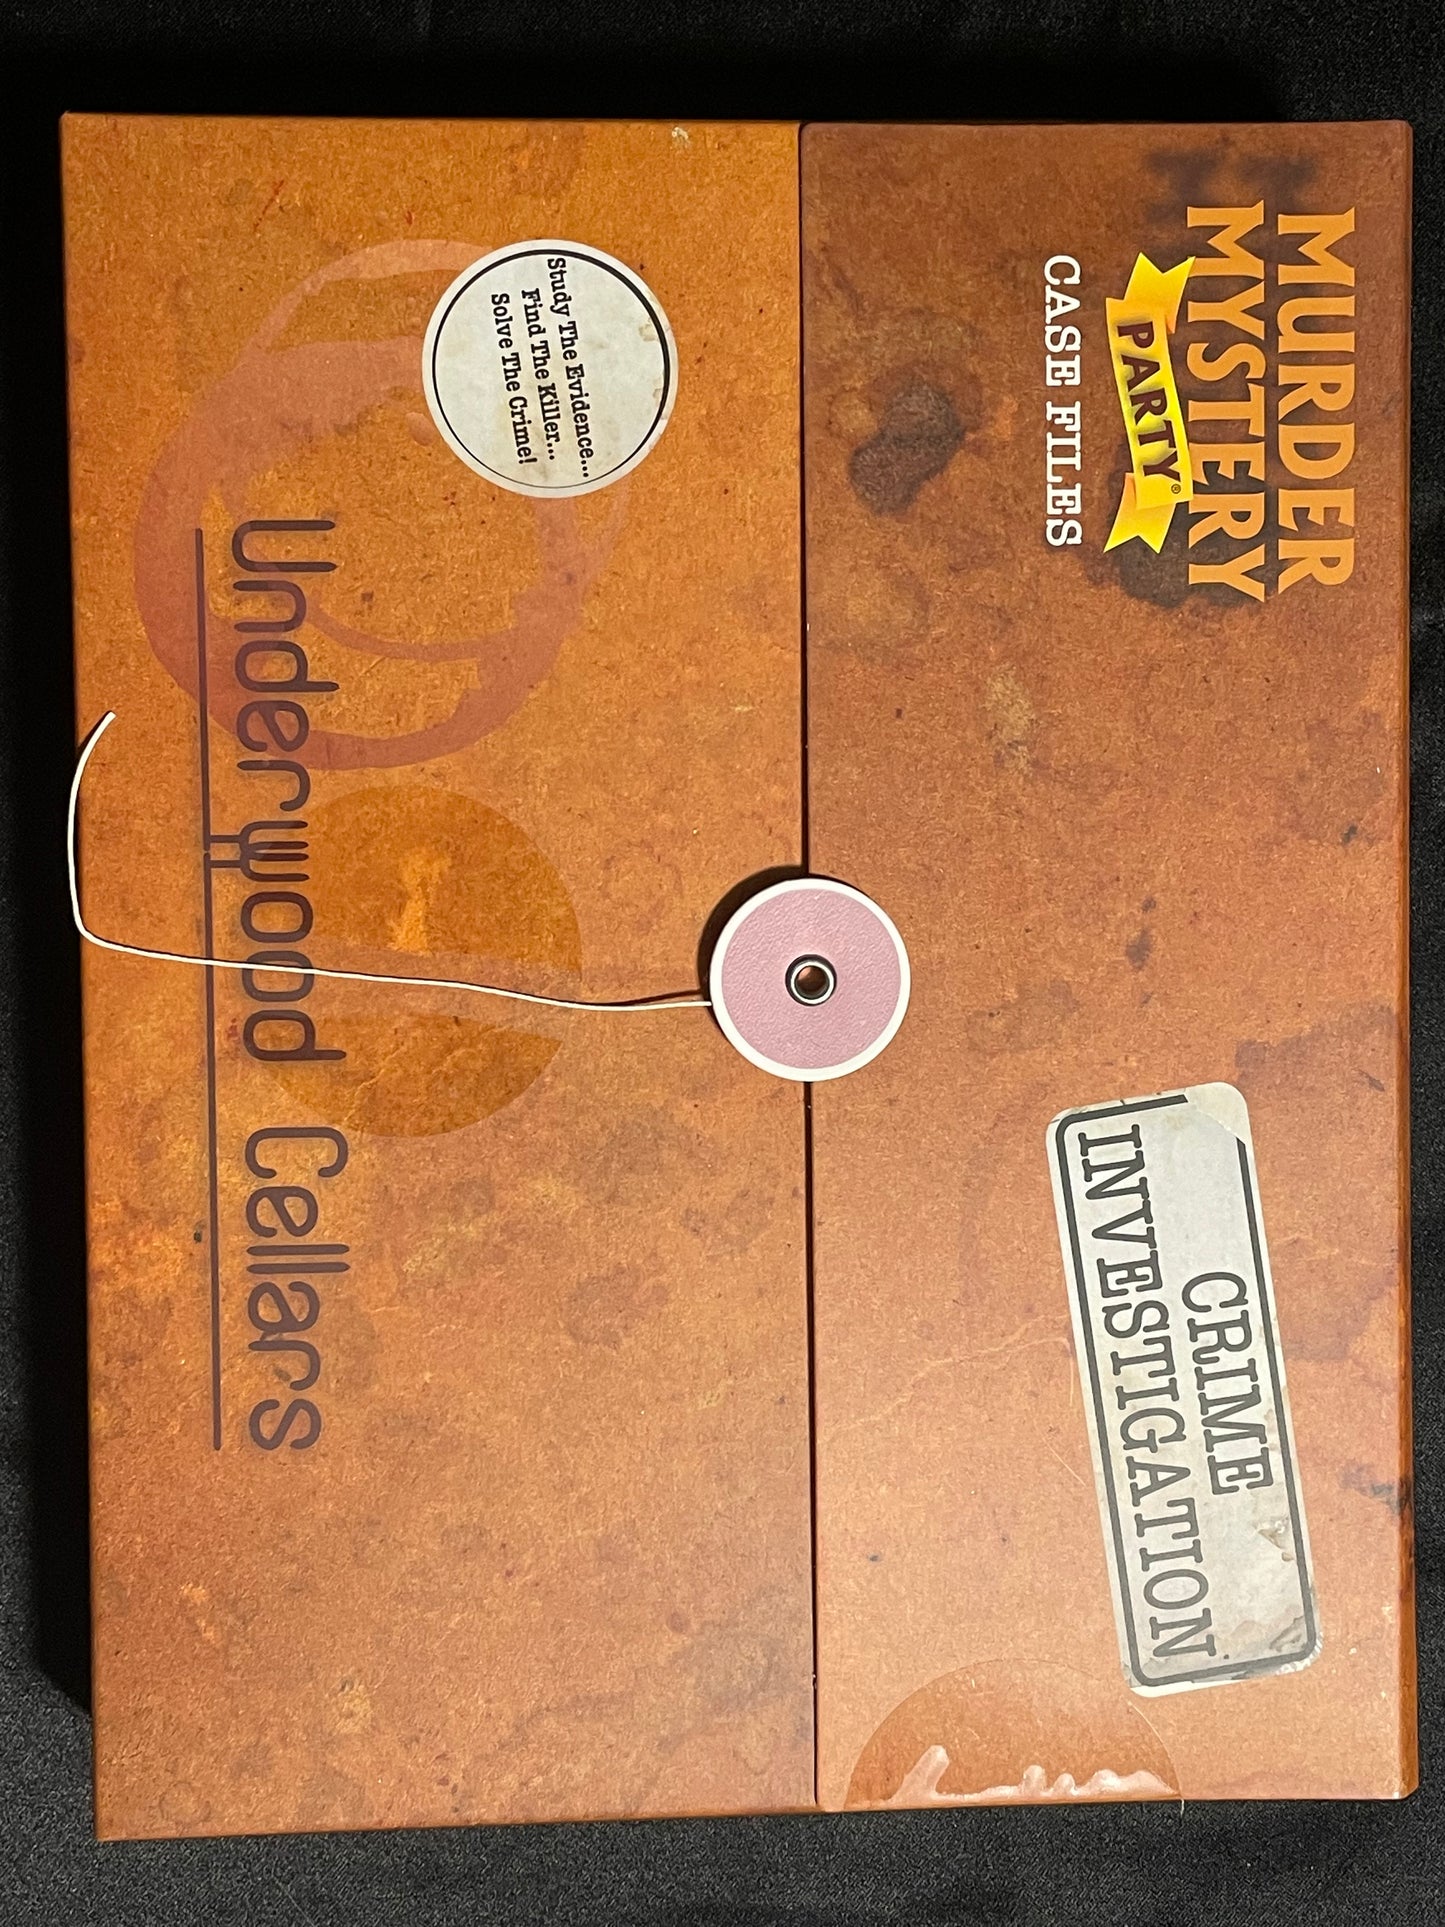 MURDER
MYSTERY
PARTY®
CASE FILES
CRIME
INVESTIGATION
Study The Evidence...
Find The Killer...
Solve The Crime!
Underwood Cellars